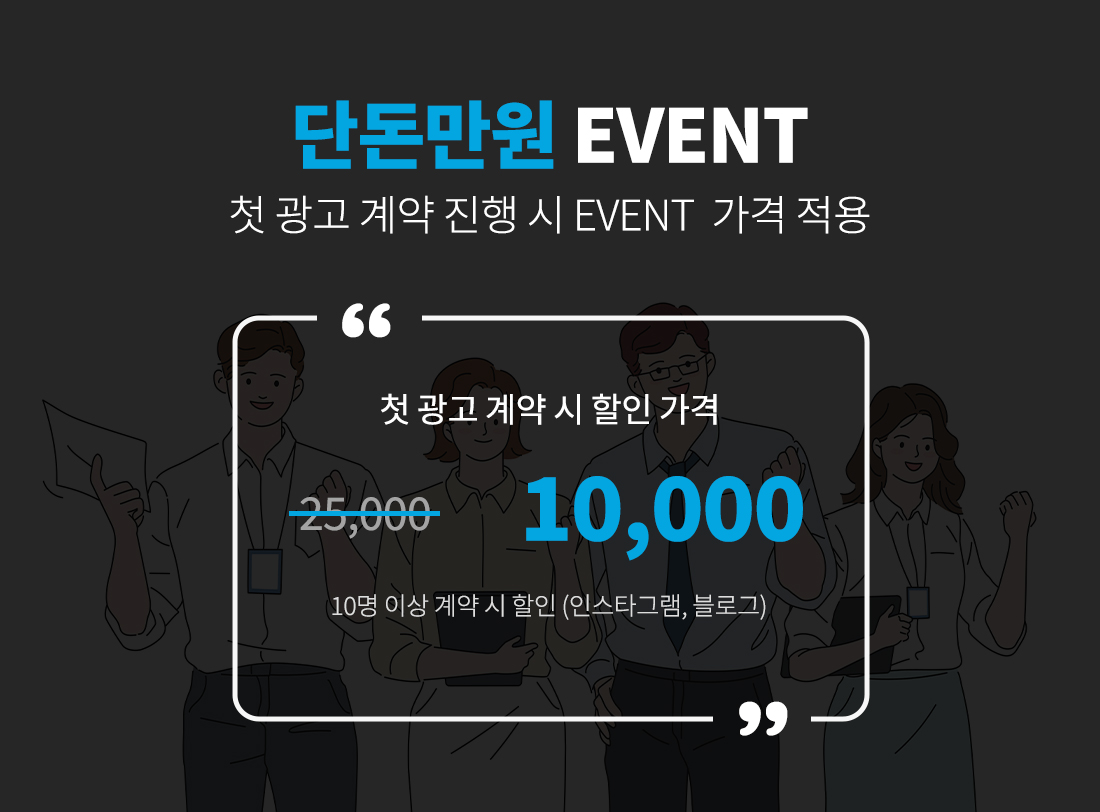 단돈만원 EVENT
첫 광고 계약 진행 시 EVENT 가격 적용
“
첫 광고 계약 시 할인 가격
25,000 10,000
10명 이상 계약 시 할인 (인스타그램, 블로그)
”